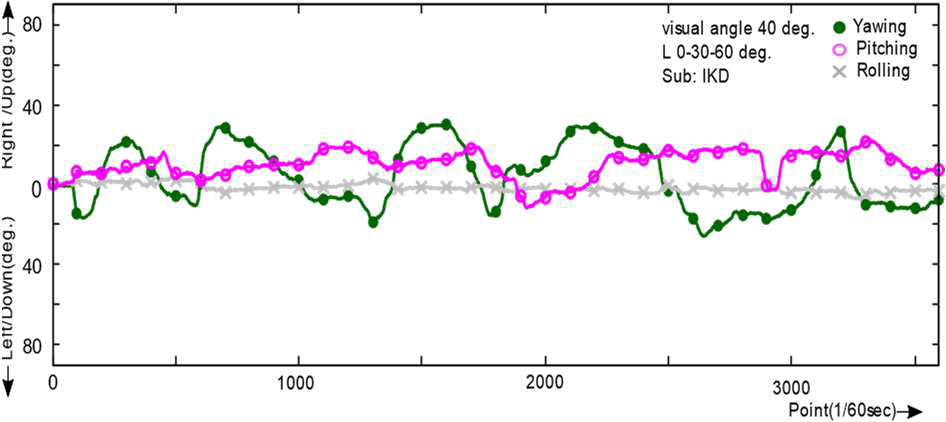 80
40
0
40
80
Right /Up(deg.)
Left/Down(deg.)
visual angle 40 deg.
L 0-30-60 deg.
Sub: IKD
Yawing
Pitching
Rolling
0 1000 2000 3000
Point(1/60sec)